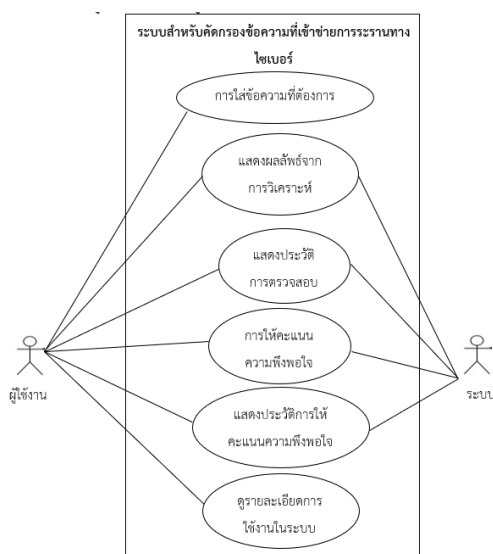 ระบบสำหรับคัดกรองข้อความที่เข้าข่ายการระรานทาง
ไซเบอร์
การใส่ข้อความที่ต้องการ
แสดงผลลัพธ์จาก
การวิเคราะห์
แสดงประวัติ
การตรวจสอบ
การให้คะแนน
ความพึงพอใจ
ผู้ใช้งาน
ระบบ
แสดงประวัติการให้
คะแนนความพึงพอใจ
ดูรายละเอียดการ
ใช้งานในระบบ